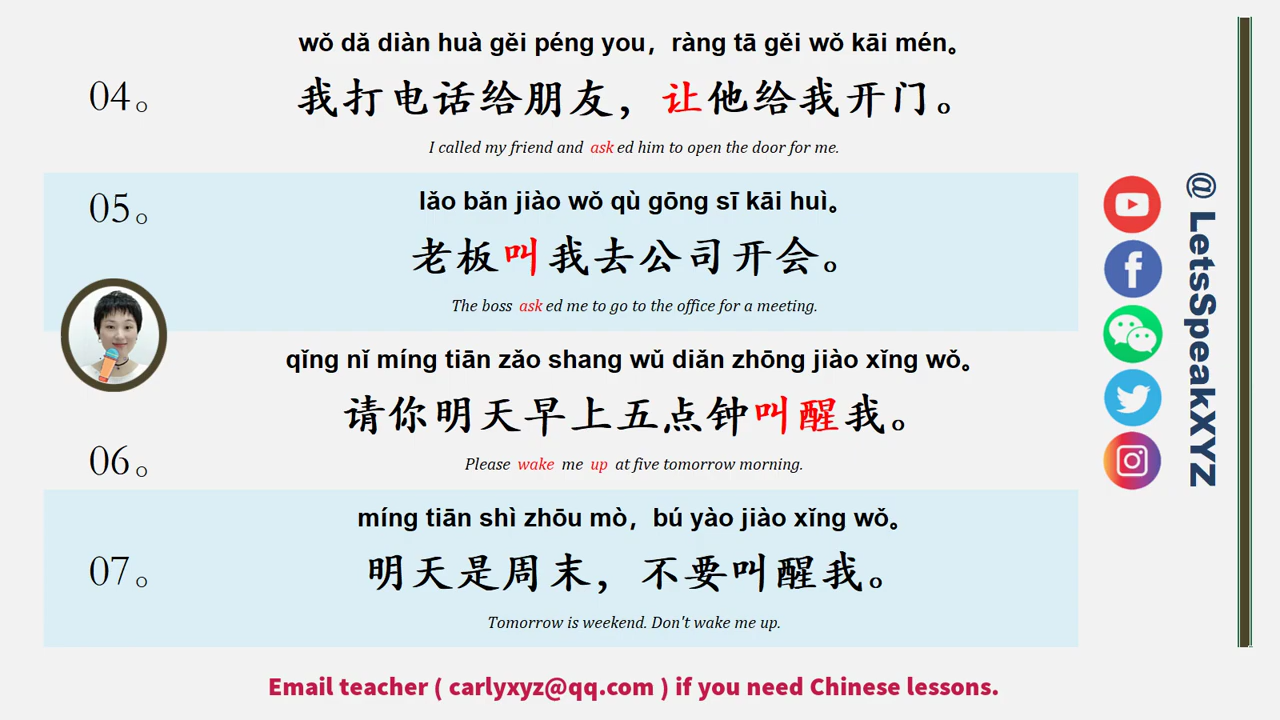 wǒ dǎ diàn huà gěi péng you，ràng tā gěi wǒ kāi mén。
04。
我打电话给朋友，让他给我开门。
I called my friend and ask ed him to open the door for me.
lǎo bǎn jiào wǒ qù gōng sī kāi huì。
05。
老板叫我去公司开会。
The boss ask ed me to go to the office for a meeting.
qǐng nǐ míng tiān zǎo shang wǔ diǎn zhōng jiào xǐng wǒ。
请你明天早上五点钟叫醒我。
06。
Please wake me up at five tomorrow morning.
míng tiān shì zhōu mò，bú yào jiào xǐng wǒ。
07。
明天是周末，不要叫醒我。
Tomorrow is weekend. Don't wake me up.
@ LetsSpeakXYZ
Email teacher ( carlyxyz@qq.com ) if you need Chinese lessons.